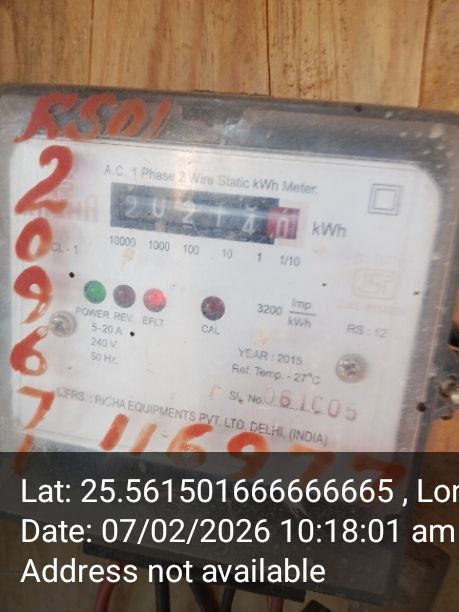 A.C. 1 Phase 2 Wire Static kWh Meter.
2 0 2 1 4 kWh
CL - 1 10000 1000 100 10 1 1/10
POWER REV. EFLT CAL 3200 Imp/kWh
5-20 A
240 V.
50 Hz.
RS : 12
YEAR : 2015
Ref. Temp. - 27°C
Sl. No. 061C05
MFRS. : RICHA EQUIPMENTS PVT. LTD. DELHI, (INDIA)
2
0
9
6
7
1
Lat: 25.561501666666665 , Lon
Date: 07/02/2026 10:18:01 am
Address not available